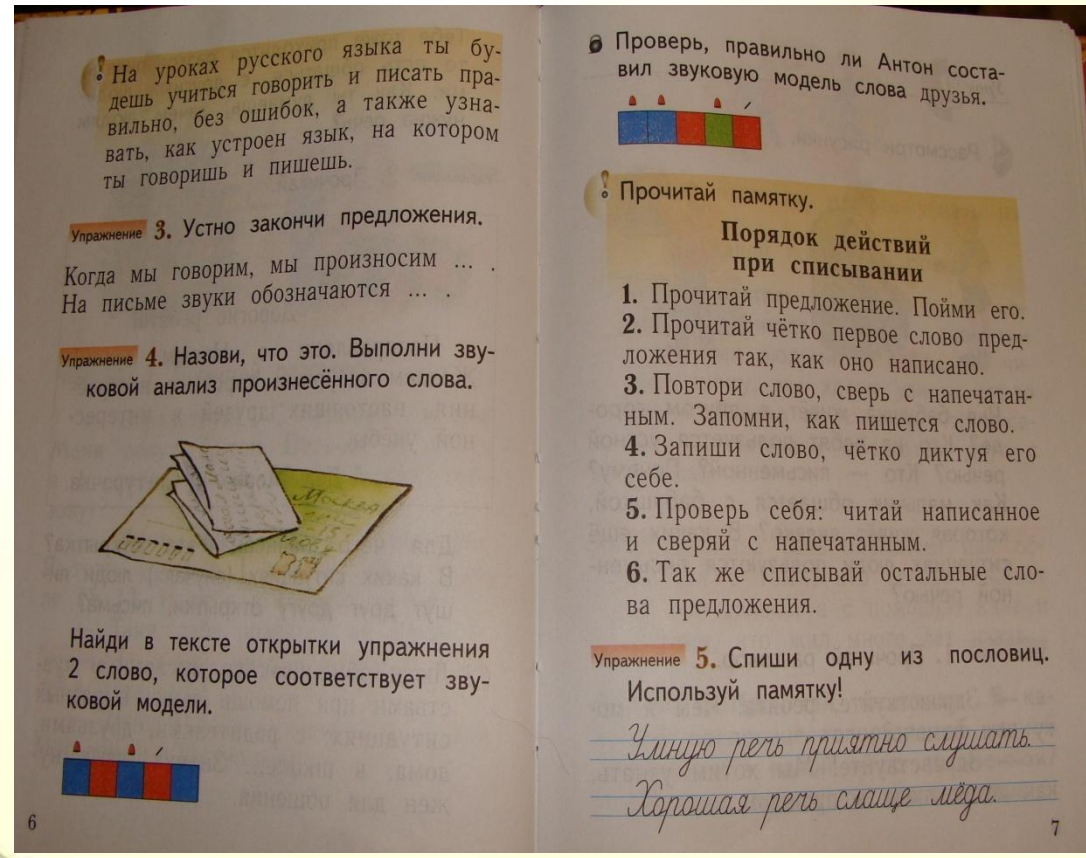 На уроках русского языка ты бу-
дешь учиться говорить и писать пра-
вильно, без ошибок, а также узна-
вать, как устроен язык, на котором
ты говоришь и пишешь.
Упражнение 3. Устно закончи предложения.
Когда мы говорим, мы произносим ... .
На письме звуки обозначаются ... .
Упражнение 4. Назови, что это. Выполни зву-
ковой анализ произнесённого слова.
Москва
Найди в тексте открытки упражнения
2 слово, которое соответствует зву-
ковой модели.
6
Проверь, правильно ли Антон соста-
вил звуковую модель слова друзья.
Прочитай памятку.
Порядок действий
при списывании
1. Прочитай предложение. Пойми его.
2. Прочитай чётко первое слово пред-
ложения так, как оно написано.
3. Повтори слово, сверь с напечатан-
ным. Запомни, как пишется слово.
4. Запиши слово, чётко диктуя его
себе.
5. Проверь себя: читай написанное
и сверяй с напечатанным.
6. Так же списывай остальные сло-
ва предложения.
Упражнение 5. Спиши одну из пословиц.
Используй памятку!
Умную речь приятно слушать.
Хорошая речь слаще мёда.
7